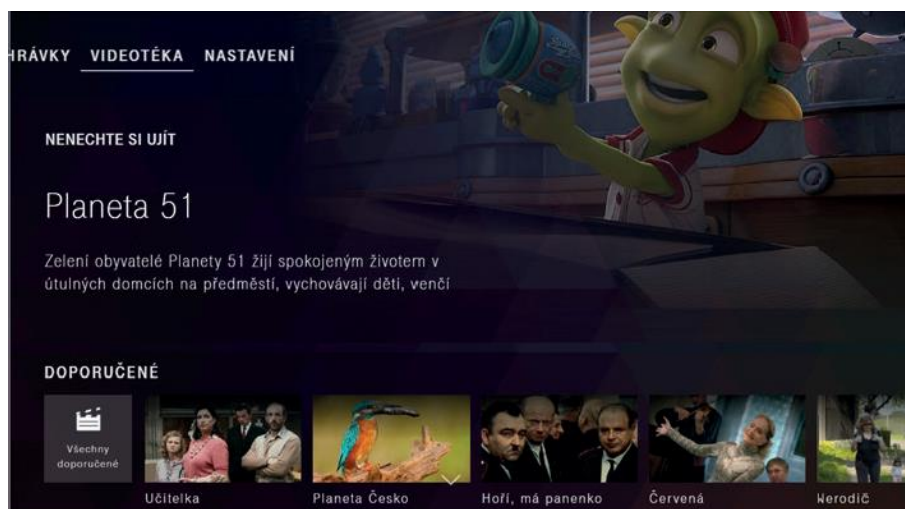 HRÁVKY VIDEOTÉKA NASTAVENÍ
NENECHTE SI UJÍT
Planeta 51
Zelení obyvatelé Planety 51 žijí spokojeným životem v
útulných domcích na předměstí, vychovávají děti, venčí
DOPORUČENÉ
Všechny
doporučené
Učitelka
Planeta Česko
Hoří, má panenko
Červená
Werodič